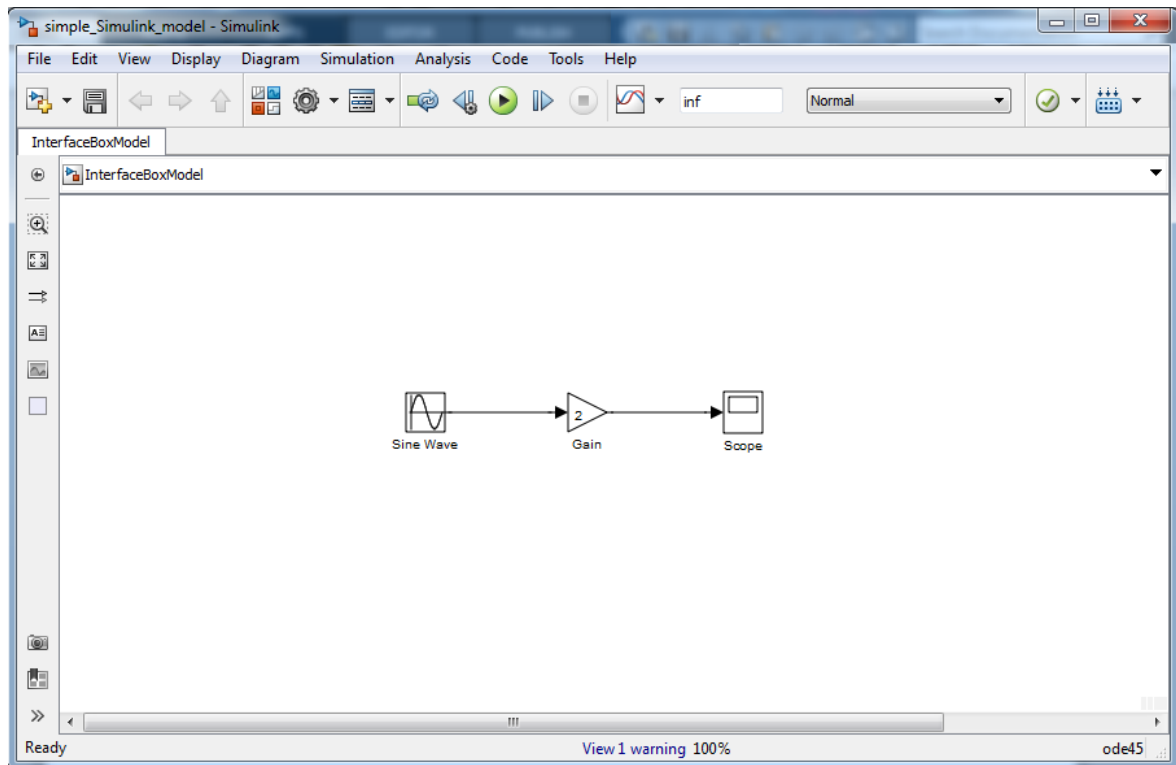 simple_Simulink_model - Simulink
File Edit View Display Diagram Simulation Analysis Code Tools Help
inf Normal
InterfaceBoxModel
InterfaceBoxModel
2
Sine Wave Gain Scope
Ready View 1 warning 100% ode45